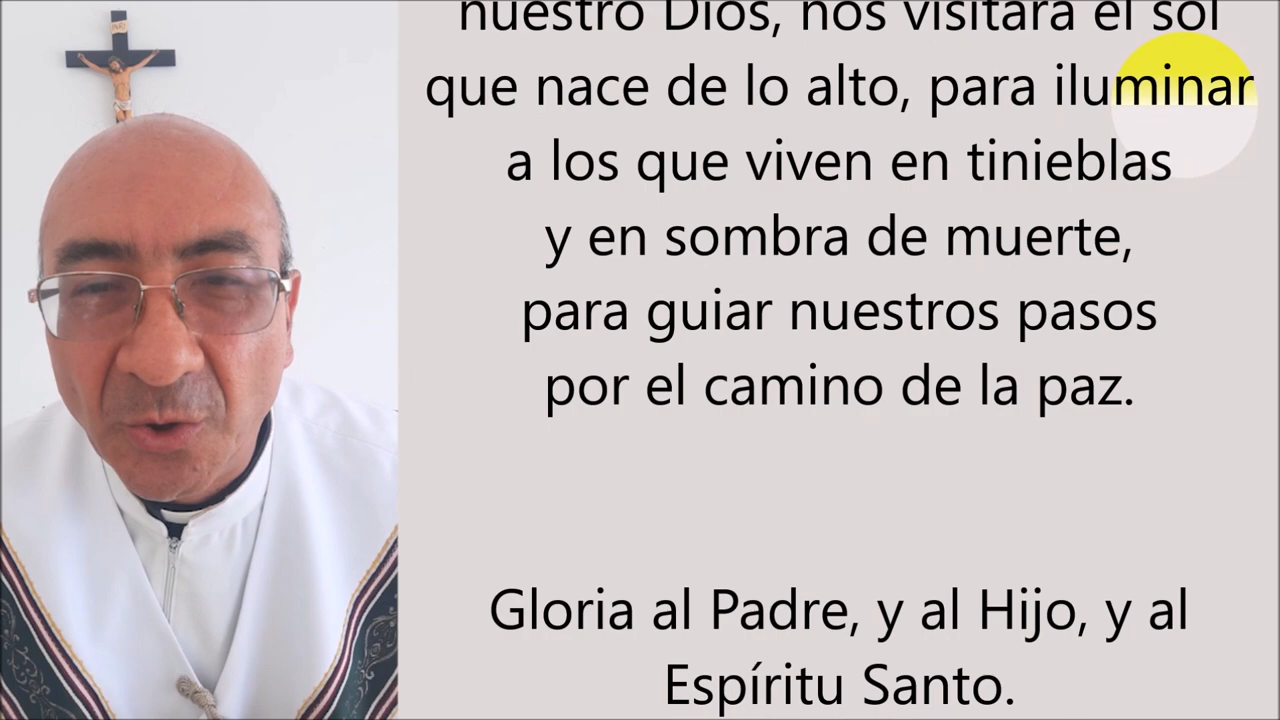 nuestro Dios, nos visitará el sol
que nace de lo alto, para iluminar
a los que viven en tinieblas
y en sombra de muerte,
para guiar nuestros pasos
por el camino de la paz.
Gloria al Padre, y al Hijo, y al
Espíritu Santo.